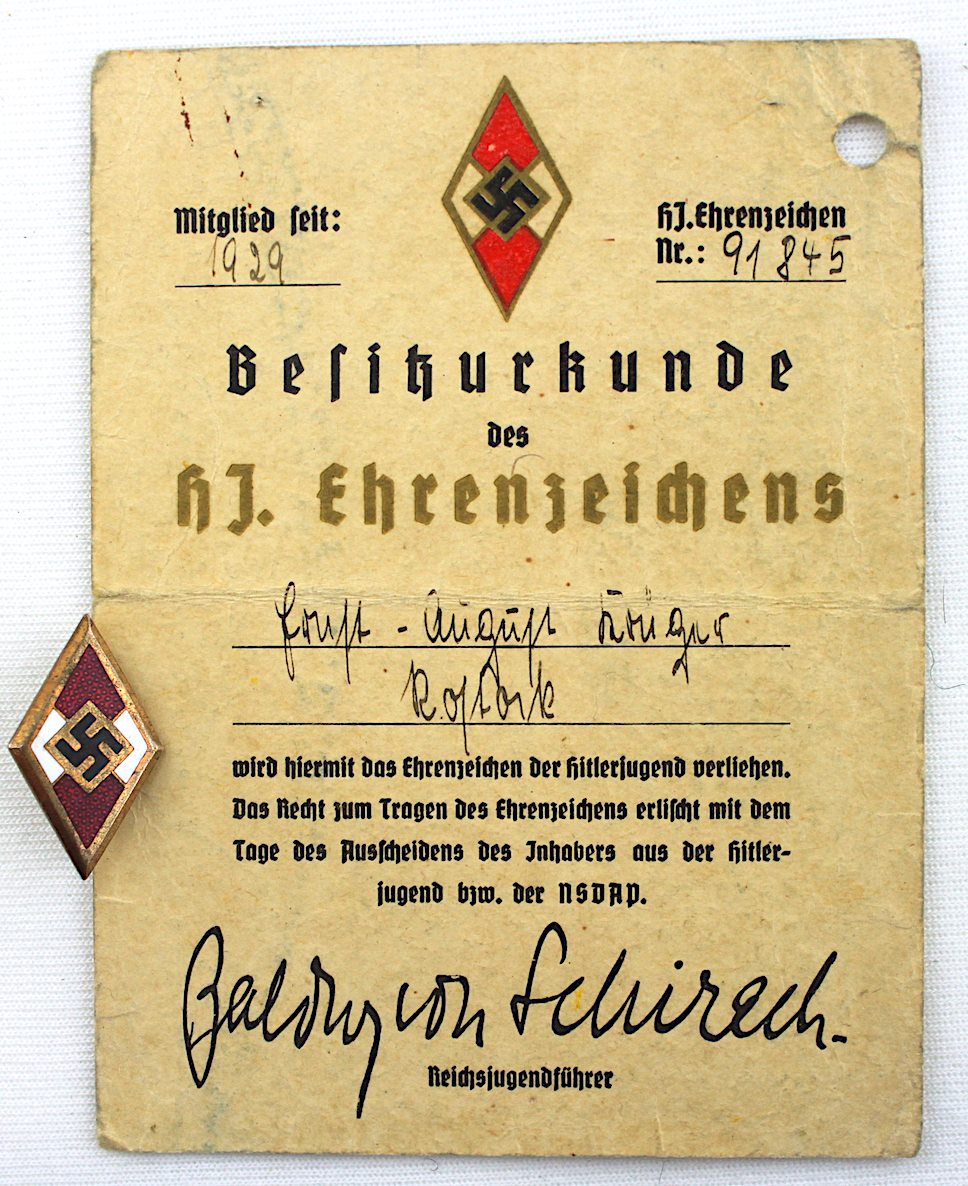 Mitglied seit:
1929
HJ. Ehrenzeichen
Nr.: 91845
Besitzurkunde
des
HJ. Ehrenzeichens
Ernst - August Krüger
Rostock
wird hiermit das Ehrenzeichen der Hitlerjugend verliehen.
Das Recht zum Tragen des Ehrenzeichens erlischt mit dem
Tage des Ausscheidens des Inhabers aus der Hitler-
jugend bzw. der NSDAP.
Baldur von Schirach.
Reichsjugendführer